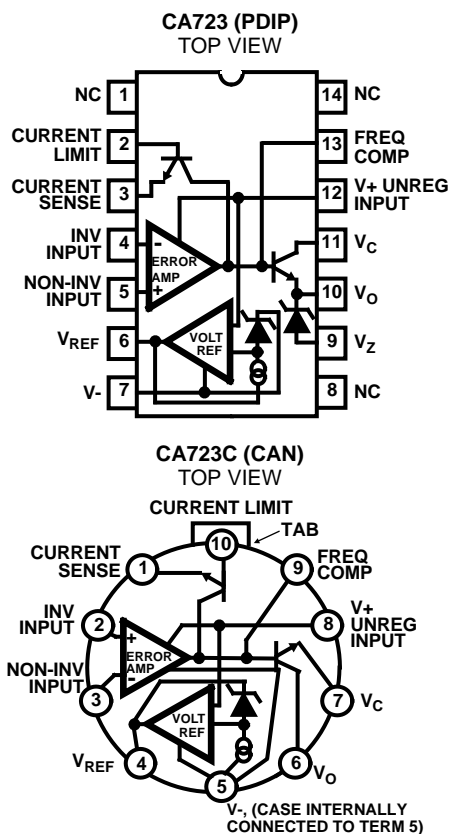 CA723 (PDIP)
TOP VIEW
NC 1
14 NC
CURRENT
LIMIT
2
13
FREQ
COMP
CURRENT
SENSE
3
12
V+ UNREG
INPUT
INV
INPUT
4
-
ERROR
AMP
+
11
VC
NON-INV
INPUT
5
10
VO
VREF
6
VOLT
REF
9
VZ
V-
7
8
NC
CA723C (CAN)
TOP VIEW
CURRENT LIMIT
10
TAB
CURRENT
SENSE
1
9
FREQ
COMP
INV
INPUT
2
+
ERROR
AMP
-
8
V+
UNREG
INPUT
NON-INV
INPUT
3
7
VC
VOLT
REF
VREF
4
5
6
VO
V-, (CASE INTERNALLY
CONNECTED TO TERM 5)